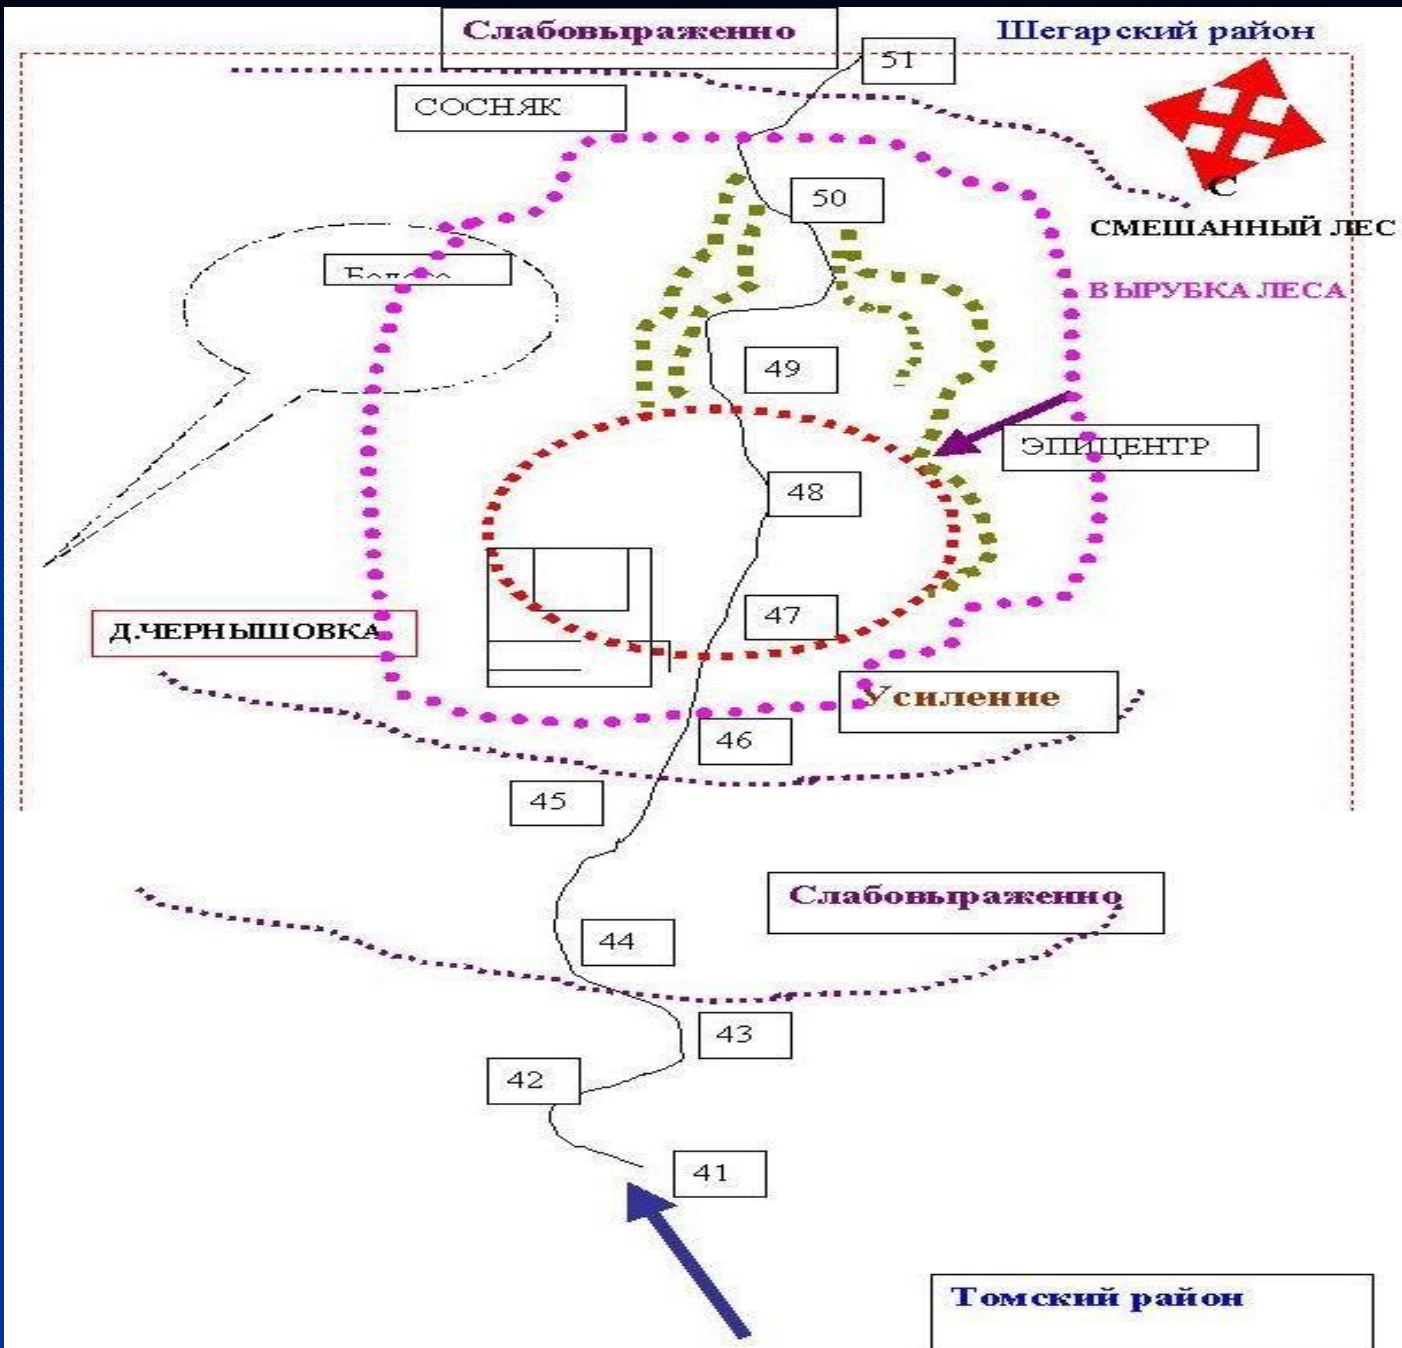 Слабовыраженно
Шегарский район
51
СОСНЯК
С
50
СМЕШАННЫЙ ЛЕС
ВЫРУБКА ЛЕСА
49
ЭПИЦЕНТР
48
47
Д.ЧЕРНЫШОВКА
Усиление
46
45
Слабовыраженно
44
43
42
41
Томский район